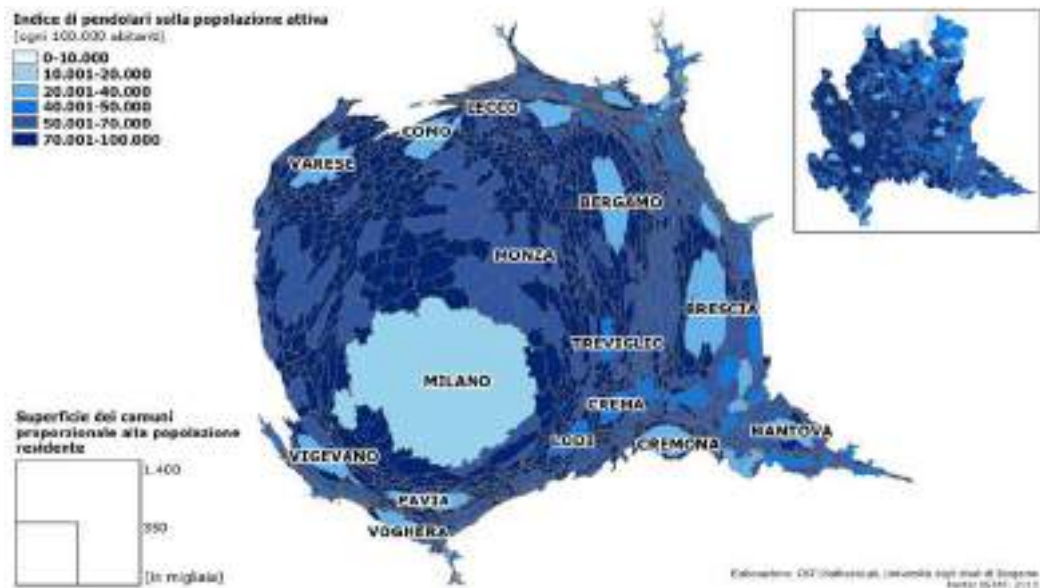 Indice di pendolari sulla popolazione attiva
[ogni 100.000 abitanti]
0-10.000
10.001-20.000
20.001-40.000
40.001-50.000
50.001-70.000
70.001-100.000
LECCO
COMO
VARESE
BERGAMO
MONZA
BRESCIA
TREVIGLIO
MILANO
CREMA
MANTOVA
LODI
CREMONA
VIGEVANO
PAVIA
VOGHERA
Superficie dei comuni
proporzionale alla popolazione
residente
1.400
350
[in migliaia]